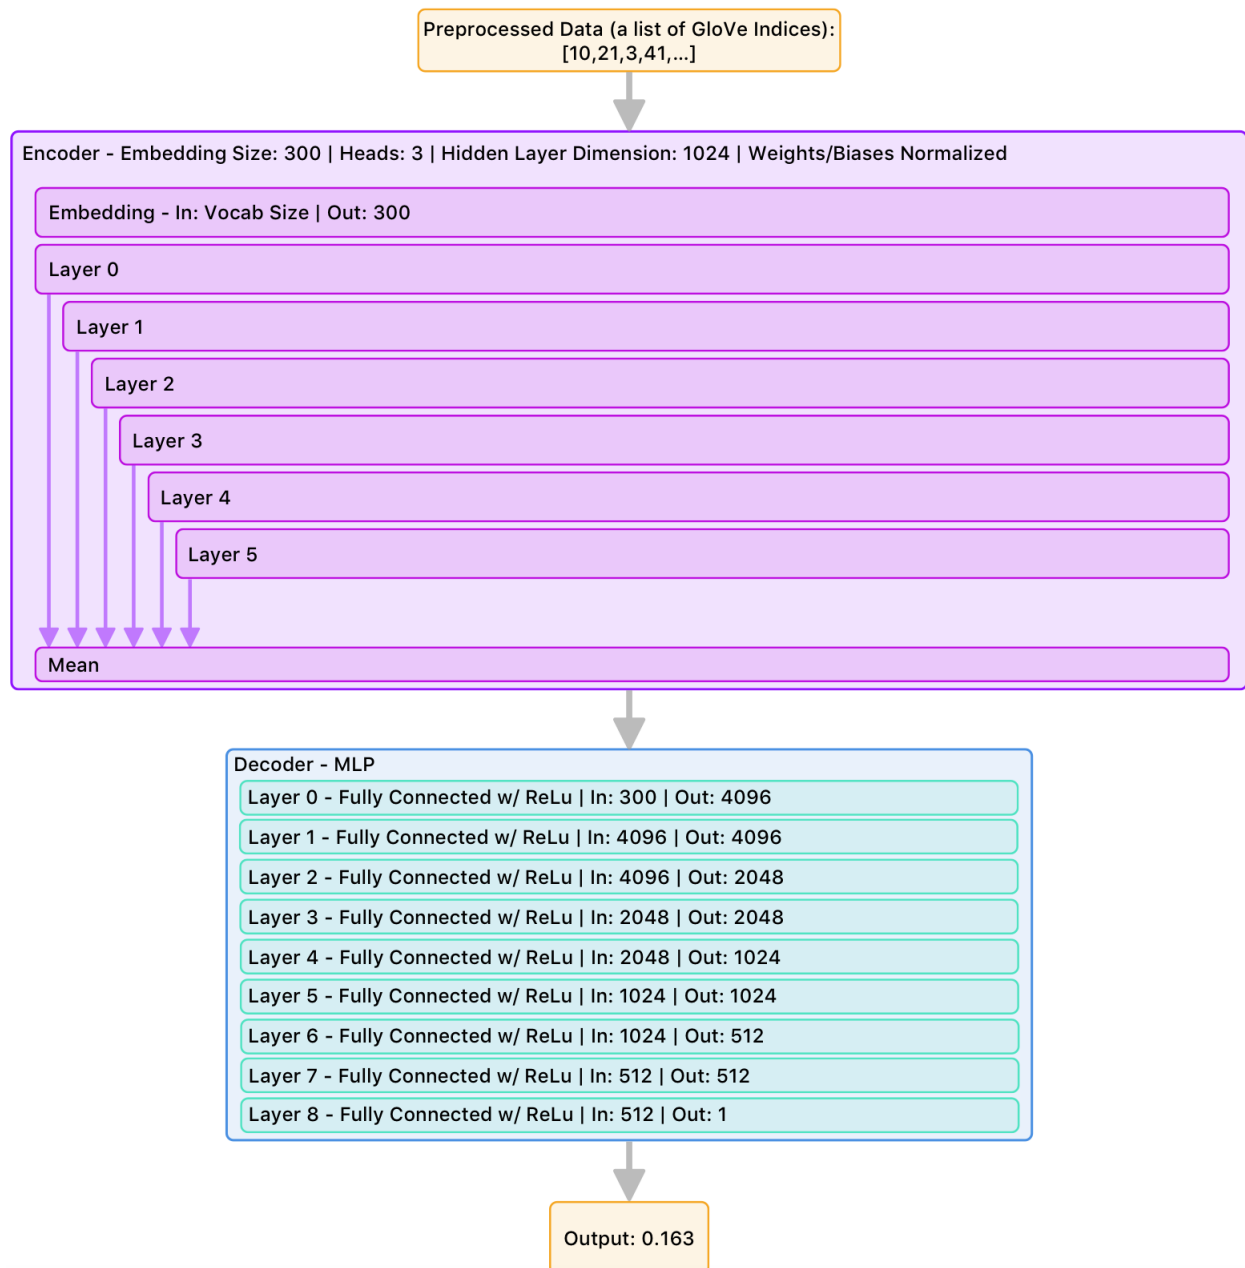 Preprocessed Data (a list of GloVe Indices):
[10,21,3,41,...]
Encoder - Embedding Size: 300 | Heads: 3 | Hidden Layer Dimension: 1024 | Weights/Biases Normalized
Embedding - In: Vocab Size | Out: 300
Layer 0
Layer 1
Layer 2
Layer 3
Layer 4
Layer 5
Mean
Decoder - MLP
Layer 0 - Fully Connected w/ ReLu | In: 300 | Out: 4096
Layer 1 - Fully Connected w/ ReLu | In: 4096 | Out: 4096
Layer 2 - Fully Connected w/ ReLu | In: 4096 | Out: 2048
Layer 3 - Fully Connected w/ ReLu | In: 2048 | Out: 2048
Layer 4 - Fully Connected w/ ReLu | In: 2048 | Out: 1024
Layer 5 - Fully Connected w/ ReLu | In: 1024 | Out: 1024
Layer 6 - Fully Connected w/ ReLu | In: 1024 | Out: 512
Layer 7 - Fully Connected w/ ReLu | In: 512 | Out: 512
Layer 8 - Fully Connected w/ ReLu | In: 512 | Out: 1
Output: 0.163